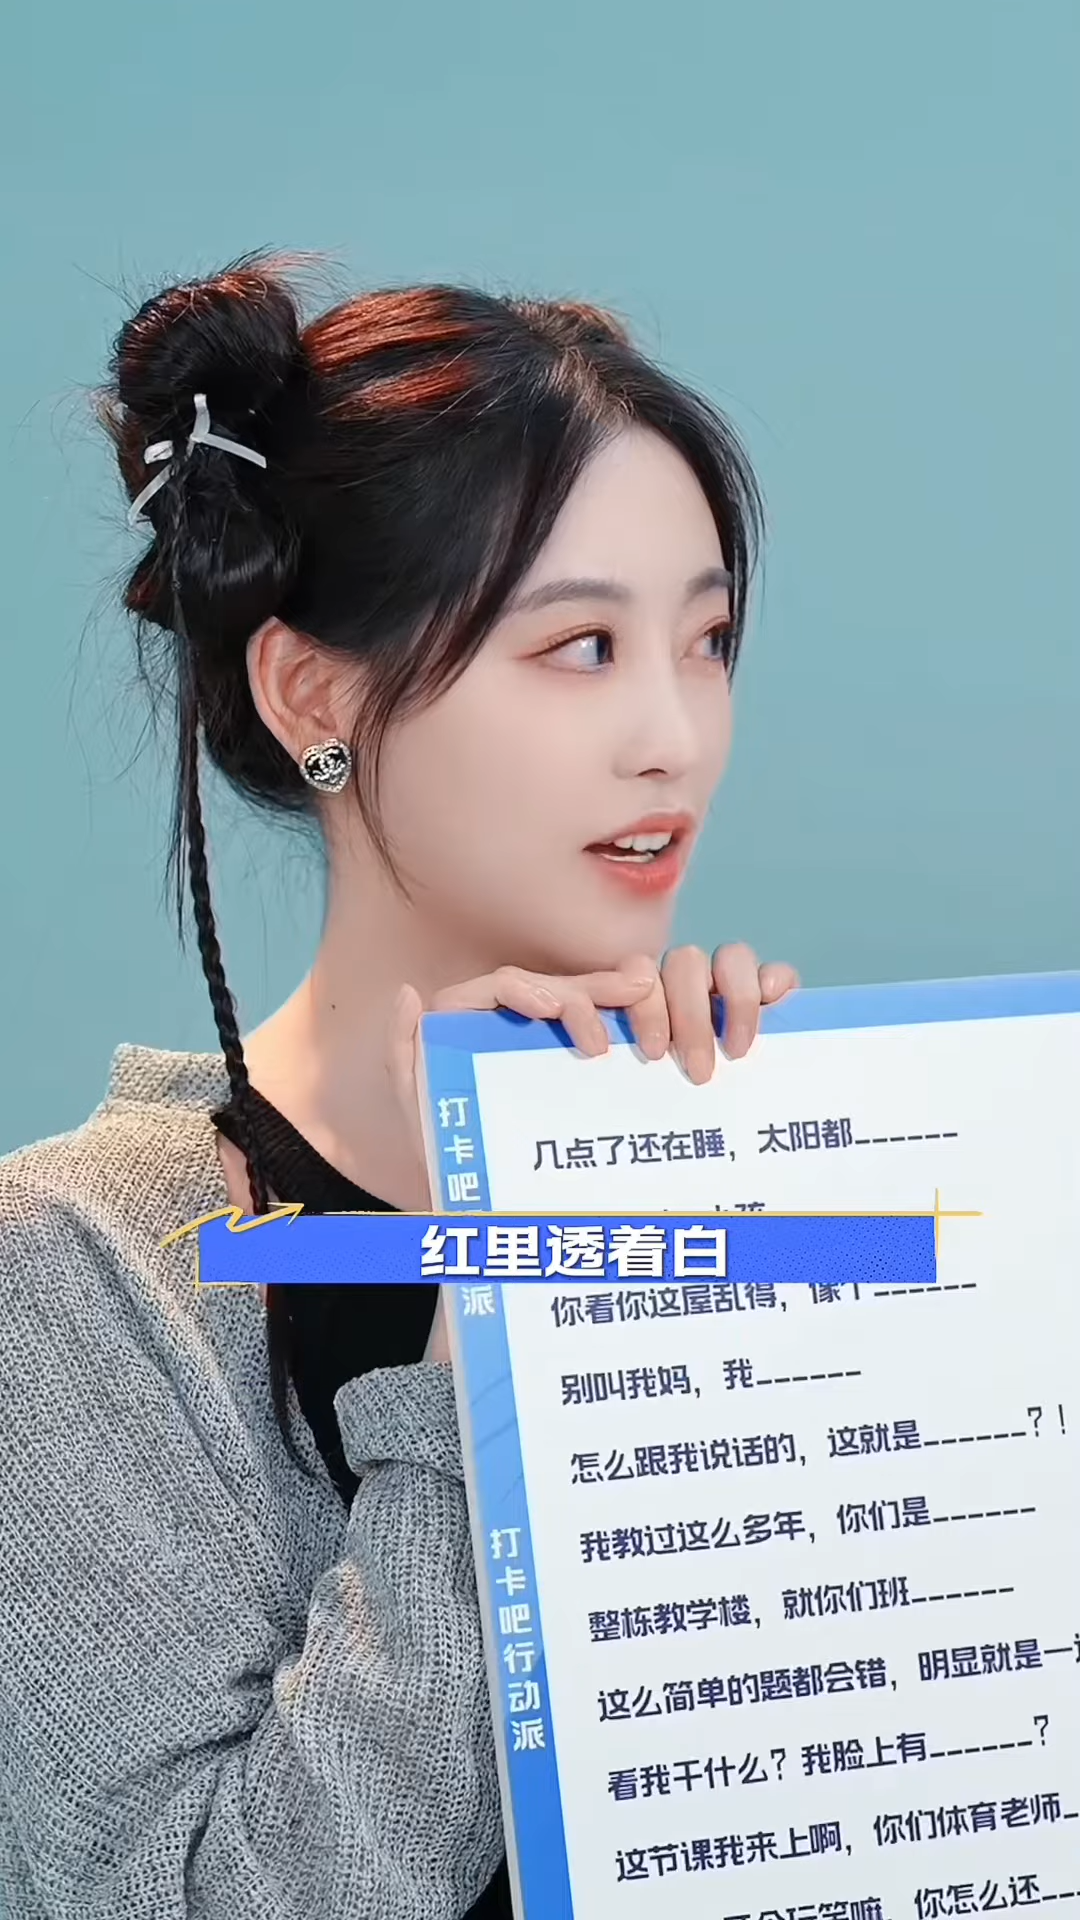 打卡吧
派
打卡吧行动派
几点了还在睡，太阳都------
红里透着白
你看你这屋乱得，像个------
别叫我妈，我------
怎么跟我说话的，这就是------？！
我教过这么多年，你们是------
整栋教学楼，就你们班------
这么简单的题都会错，明显就是一
看我干什么？我脸上有------？
这节课我来上啊，你们体育老师
你怎么还